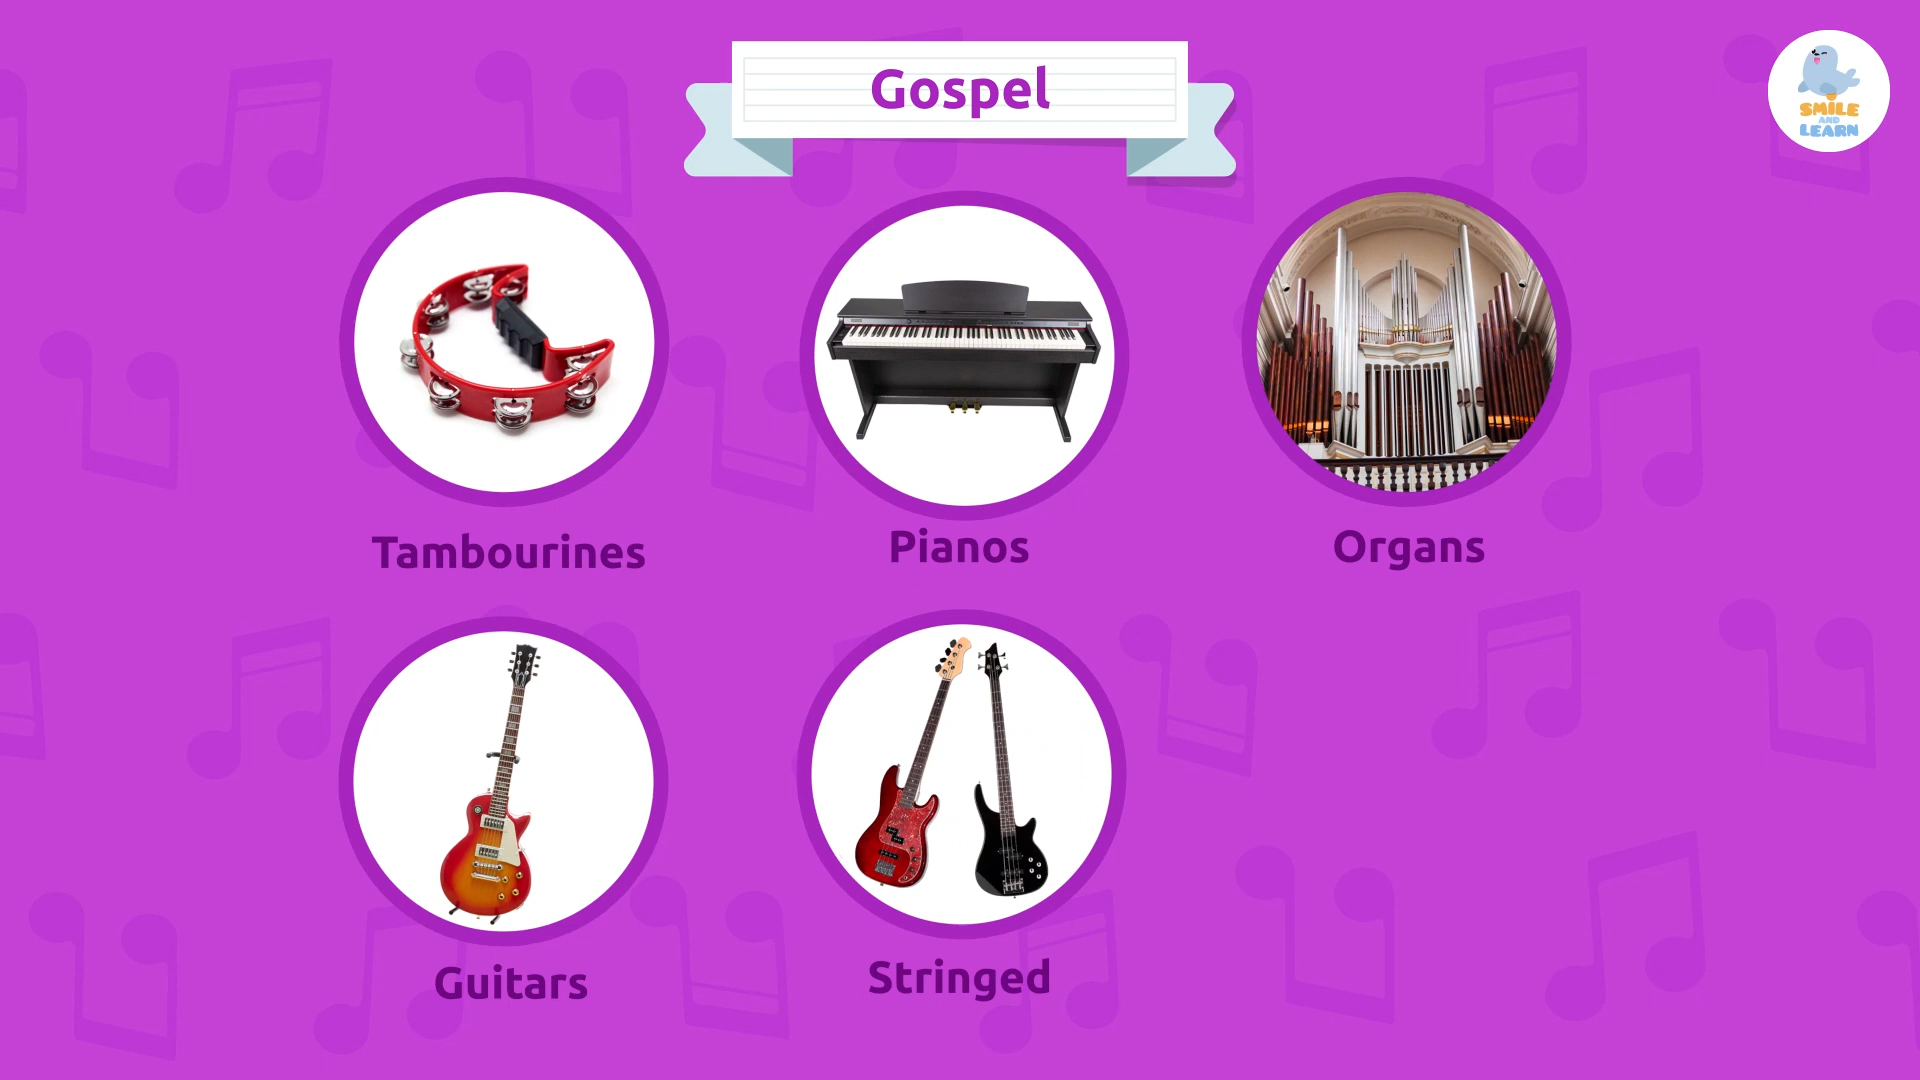 Gospel
SMILE
AND
LEARN
Tambourines
Pianos
Organs
Guitars
Stringed